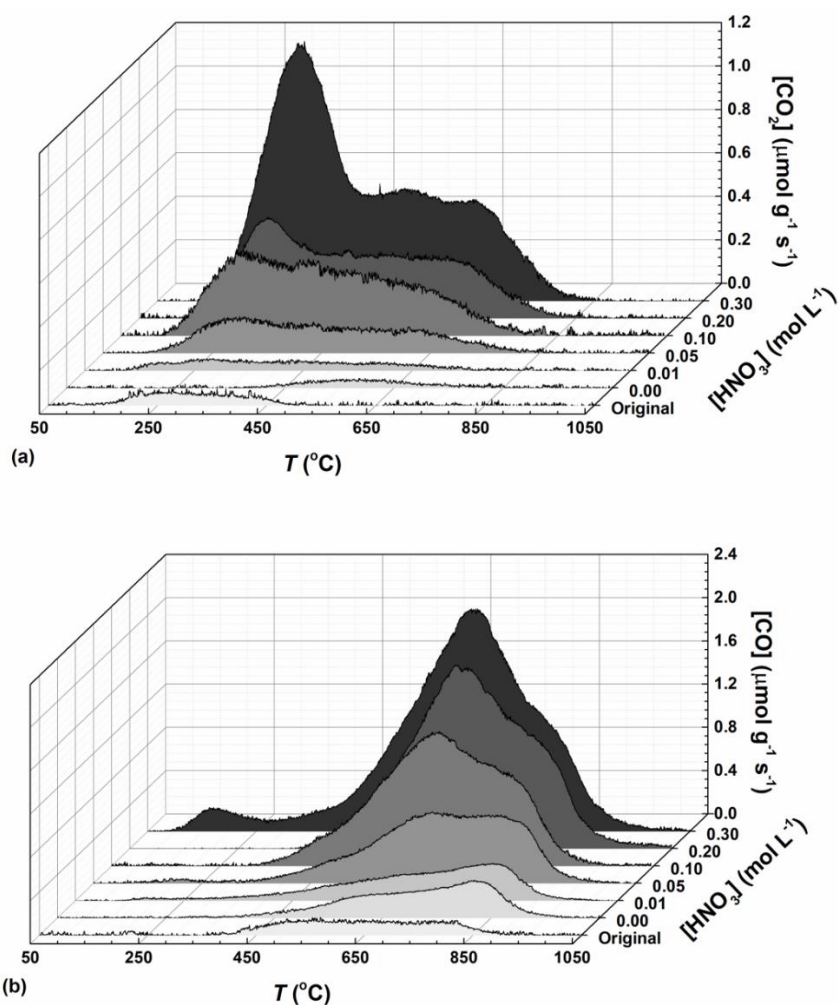 1.2
1.0
0.8
0.6
0.4
0.2
0.0
[CO₂] (μmol g⁻¹ s⁻¹)
0.30
0.20
0.10
0.05
0.01
0.00
Original
[HNO₃] (mol L⁻¹)
50 250 450 650 850 1050
(a)
T (°C)
2.4
2.0
1.6
1.2
0.8
0.4
0.0
[CO] (μmol g⁻¹ s⁻¹)
0.30
0.20
0.10
0.05
0.01
0.00
Original
[HNO₃] (mol L⁻¹)
50 250 450 650 850 1050
(b)
T (°C)